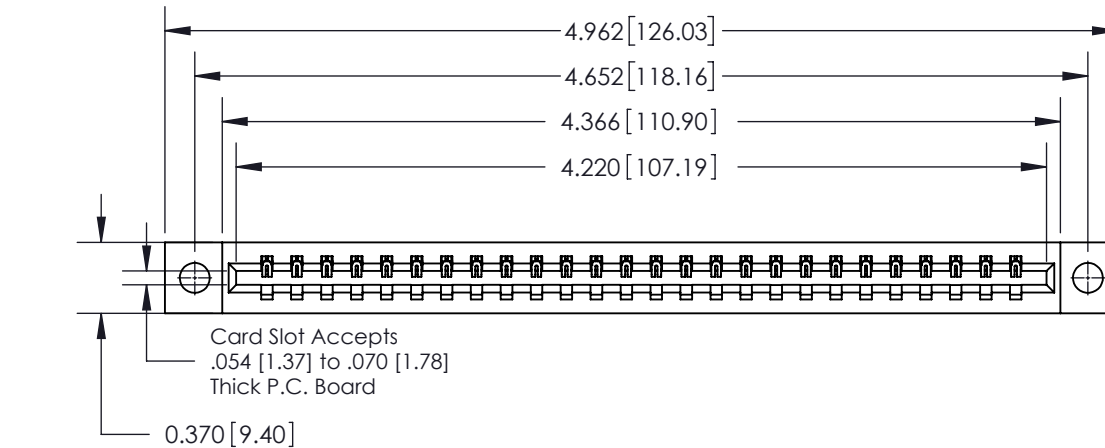 4.962[126.03]
4.652[118.16]
4.366[110.90]
4.220[107.19]
Card Slot Accepts
.054 [1.37] to .070 [1.78]
Thick P.C. Board
0.370[9.40]